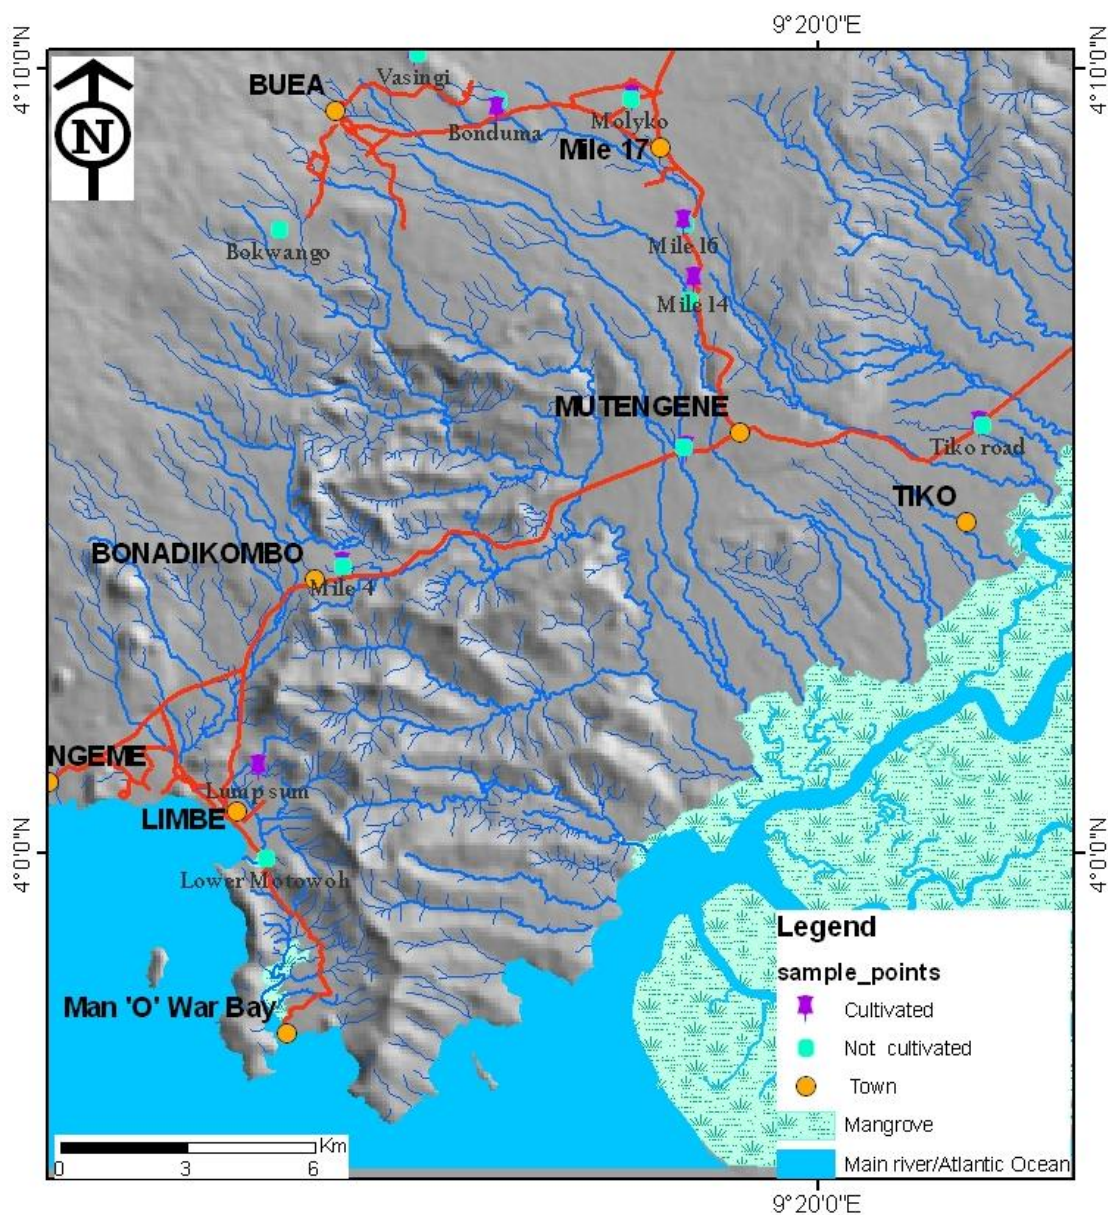 9°20'0"E
4°10'0"N
4°10'0"N
N
BUEA
Vasingi
Bonduma
Molyko
Mile 17
Bokwango
Mile 16
Mile 14
MUTENGENE
Tiko road
TIKO
BONADIKOMBO
Mile 4
NGEME
Lump sum
LIMBE
4°0'0"N
4°0'0"N
Lower Motowoh
Man 'O' War Bay
Legend
sample_points
Cultivated
Not cultivated
Town
Mangrove
Main river/Atlantic Ocean
Km
0 3 6
9°20'0"E